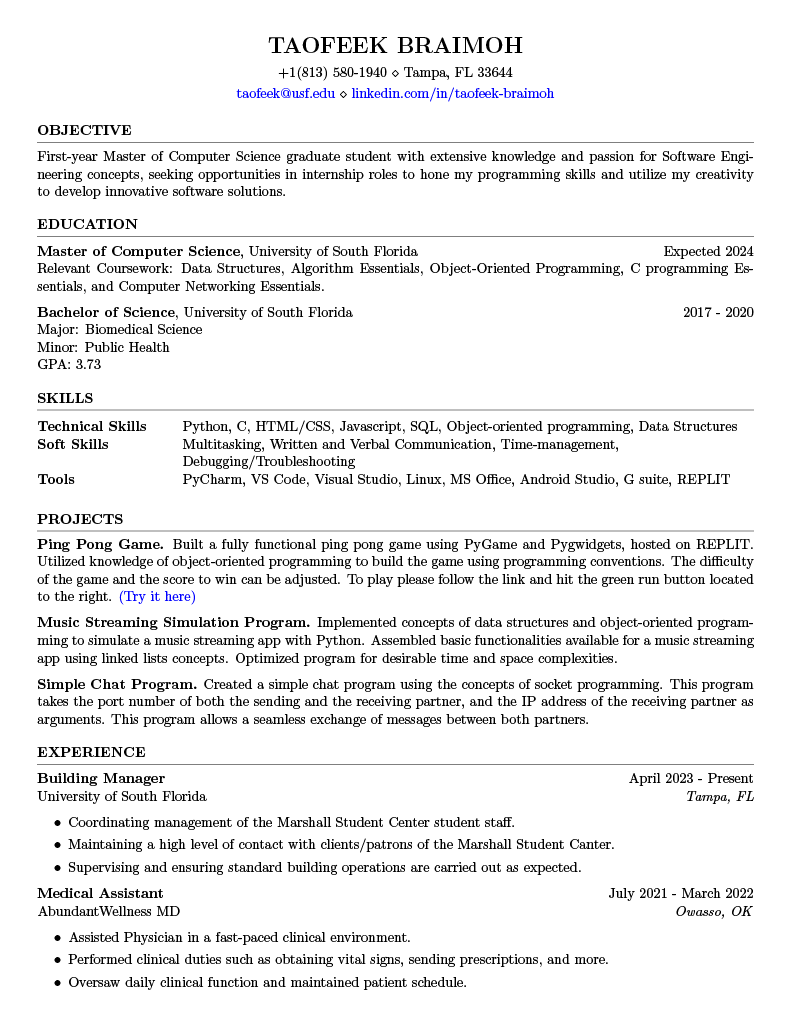 TAOFEEK BRAIMOH
+1(813) 580-1940 ⋄ Tampa, FL 33644
taofeek@usf.edu ⋄ linkedin.com/in/taofeek-braimoh
OBJECTIVE
First-year Master of Computer Science graduate student with extensive knowledge and passion for Software Engi-
neering concepts, seeking opportunities in internship roles to hone my programming skills and utilize my creativity
to develop innovative software solutions.
EDUCATION
Master of Computer Science, University of South Florida Expected 2024
Relevant Coursework: Data Structures, Algorithm Essentials, Object-Oriented Programming, C programming Es-
sentials, and Computer Networking Essentials.
Bachelor of Science, University of South Florida 2017 - 2020
Major: Biomedical Science
Minor: Public Health
GPA: 3.73
SKILLS
Technical Skills Python, C, HTML/CSS, Javascript, SQL, Object-oriented programming, Data Structures
Soft Skills Multitasking, Written and Verbal Communication, Time-management,
Debugging/Troubleshooting
Tools PyCharm, VS Code, Visual Studio, Linux, MS Office, Android Studio, G suite, REPLIT
PROJECTS
Ping Pong Game. Built a fully functional ping pong game using PyGame and Pygwidgets, hosted on REPLIT.
Utilized knowledge of object-oriented programming to build the game using programming conventions. The difficulty
of the game and the score to win can be adjusted. To play please follow the link and hit the green run button located
to the right. (Try it here)
Music Streaming Simulation Program. Implemented concepts of data structures and object-oriented program-
ming to simulate a music streaming app with Python. Assembled basic functionalities available for a music streaming
app using linked lists concepts. Optimized program for desirable time and space complexities.
Simple Chat Program. Created a simple chat program using the concepts of socket programming. This program
takes the port number of both the sending and the receiving partner, and the IP address of the receiving partner as
arguments. This program allows a seamless exchange of messages between both partners.
EXPERIENCE
Building Manager April 2023 - Present
University of South Florida Tampa, FL
• Coordinating management of the Marshall Student Center student staff.
• Maintaining a high level of contact with clients/patrons of the Marshall Student Canter.
• Supervising and ensuring standard building operations are carried out as expected.
Medical Assistant July 2021 - March 2022
AbundantWellness MD Owasso, OK
• Assisted Physician in a fast-paced clinical environment.
• Performed clinical duties such as obtaining vital signs, sending prescriptions, and more.
• Oversaw daily clinical function and maintained patient schedule.